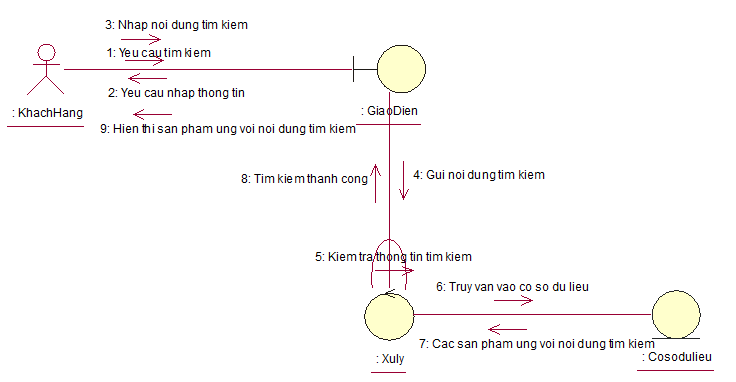 3: Nhap noi dung tim kiem
1: Yeu cau tim kiem
2: Yeu cau nhap thong tin
: KhachHang
: GiaoDien
9: Hien thi san pham ung voi noi dung tim kiem
8: Tim kiem thanh cong
4: Gui noi dung tim kiem
5: Kiem tra thong tin tim kiem
6: Truy van vao co so du lieu
7: Cac san pham ung voi noi dung tim kiem
: Xuly
: Cosodulieu